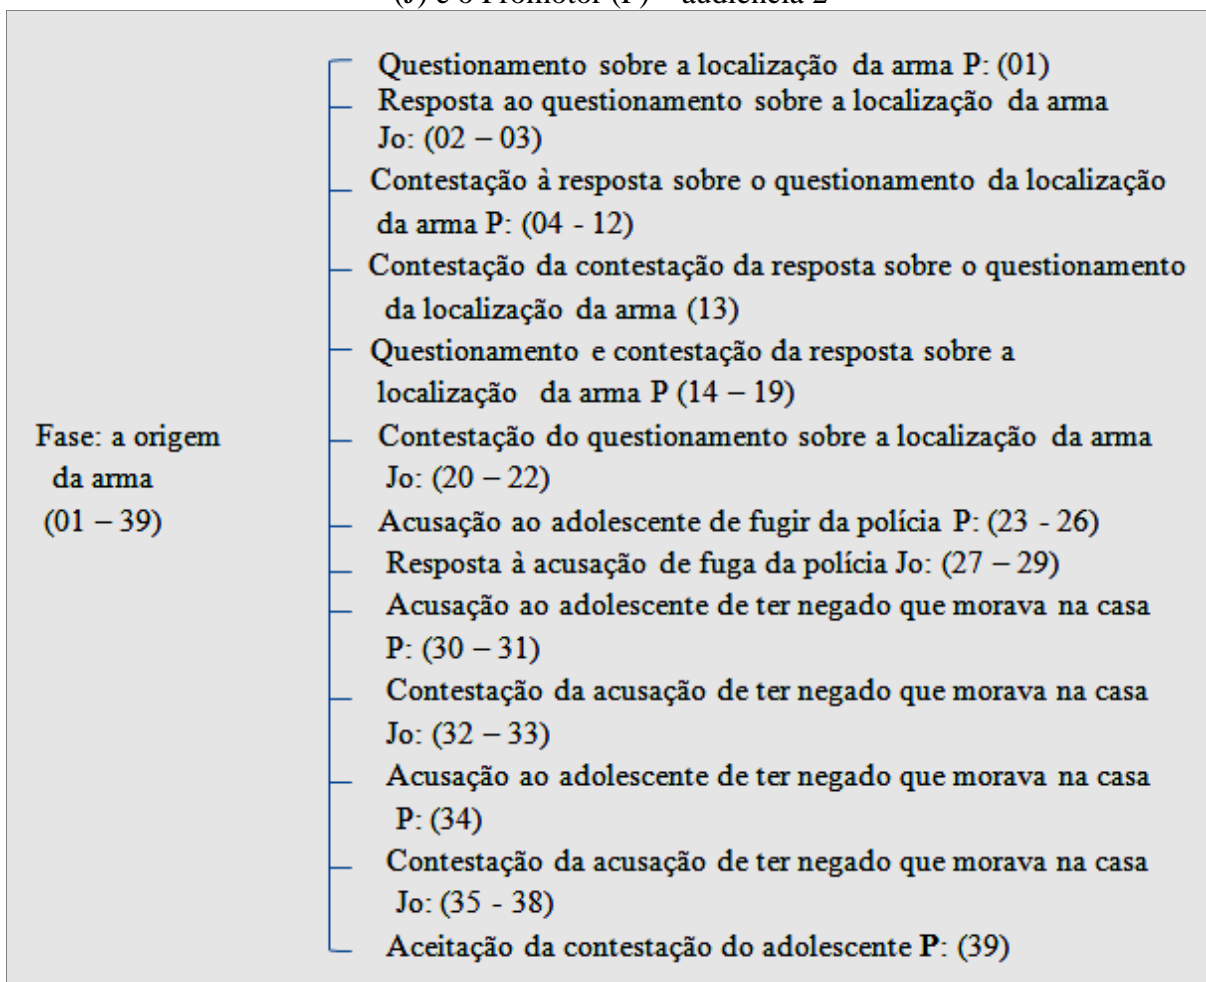 (J) e o Promotor (P) – audiência 2
Questionamento sobre a localização da arma P: (01)
Resposta ao questionamento sobre a localização da arma
Jo: (02 – 03)
Contestação à resposta sobre o questionamento da localização
da arma P: (04 - 12)
Contestação da contestação da resposta sobre o questionamento
da localização da arma (13)
Questionamento e contestação da resposta sobre a
localização da arma P (14 – 19)
Fase: a origem
da arma
(01 – 39)
Contestação do questionamento sobre a localização da arma
Jo: (20 – 22)
Acusação ao adolescente de fugir da polícia P: (23 - 26)
Resposta à acusação de fuga da polícia Jo: (27 – 29)
Acusação ao adolescente de ter negado que morava na casa
P: (30 – 31)
Contestação da acusação de ter negado que morava na casa
Jo: (32 – 33)
Acusação ao adolescente de ter negado que morava na casa
P: (34)
Contestação da acusação de ter negado que morava na casa
Jo: (35 - 38)
Aceitação da contestação do adolescente P: (39)